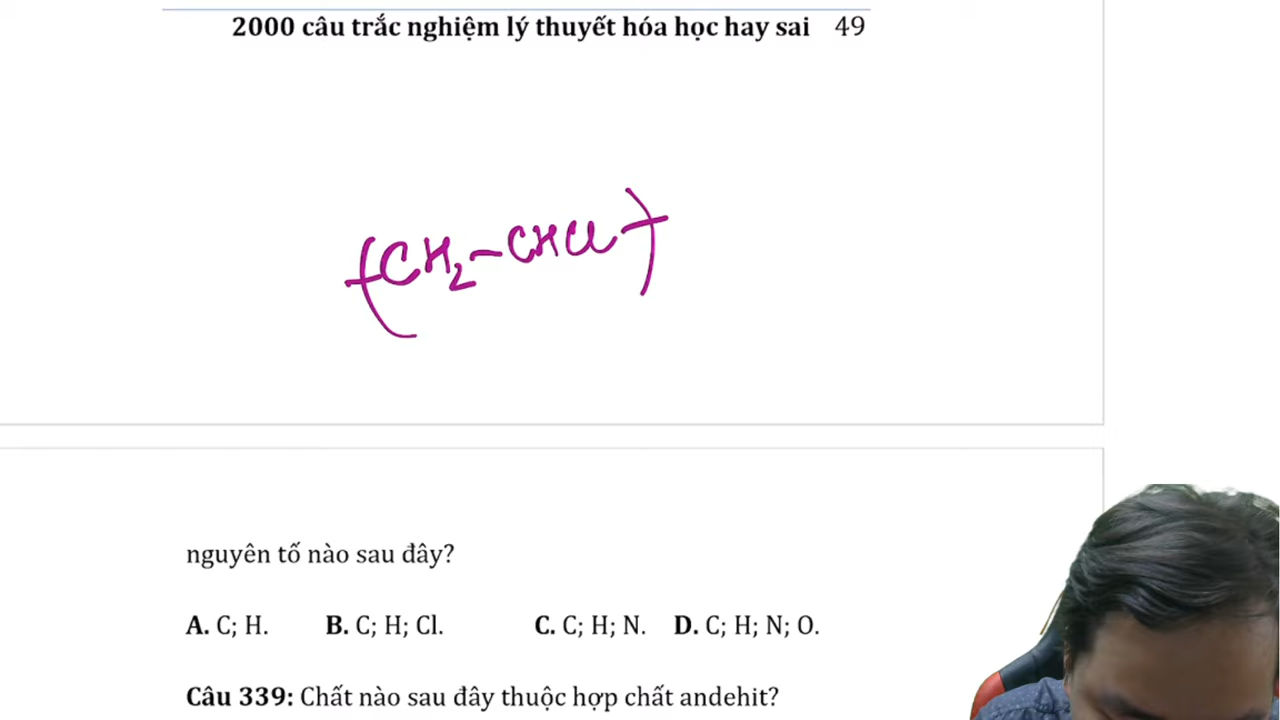 2000 câu trắc nghiệm lý thuyết hóa học hay sai 49
(CH₂-CHCl)
nguyên tố nào sau đây?
A. C; H. B. C; H; Cl. C. C; H; N. D. C; H; N; O.
Câu 339: Chất nào sau đây thuộc hợp chất andehit?